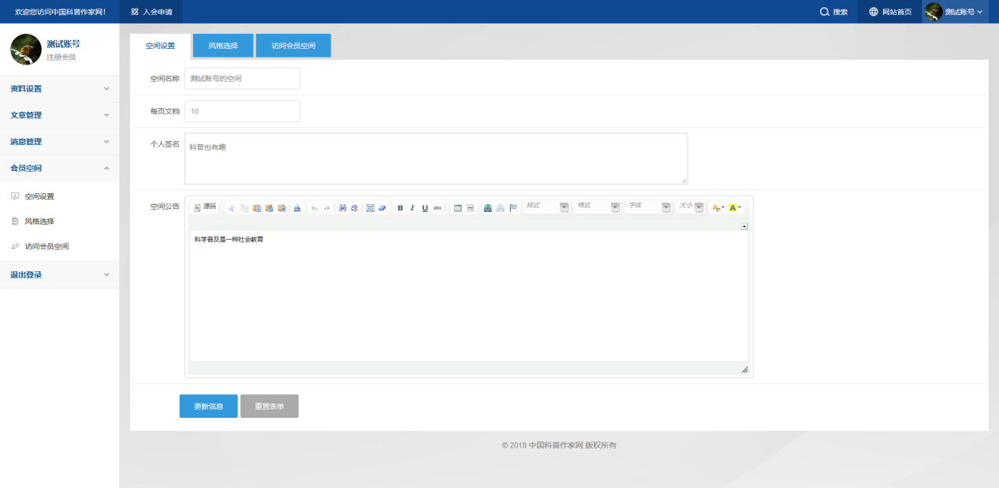 欢迎您访问中国科普作家网！
入会申请
搜索
网站首页
测试账号
测试账号
注册会员
资料设置
文章管理
消息管理
会员空间
空间设置
风格选择
访问会员空间
退出登录
空间设置
风格选择
访问会员空间
空间名称
测试账号的空间
每页文档
10
个人签名
科普也有趣
空间公告
源码
B I U abc
样式
格式
字体
大小
A
A
科学普及是一种社会教育
更新信息
重置表单
© 2018 中国科普作家网 版权所有